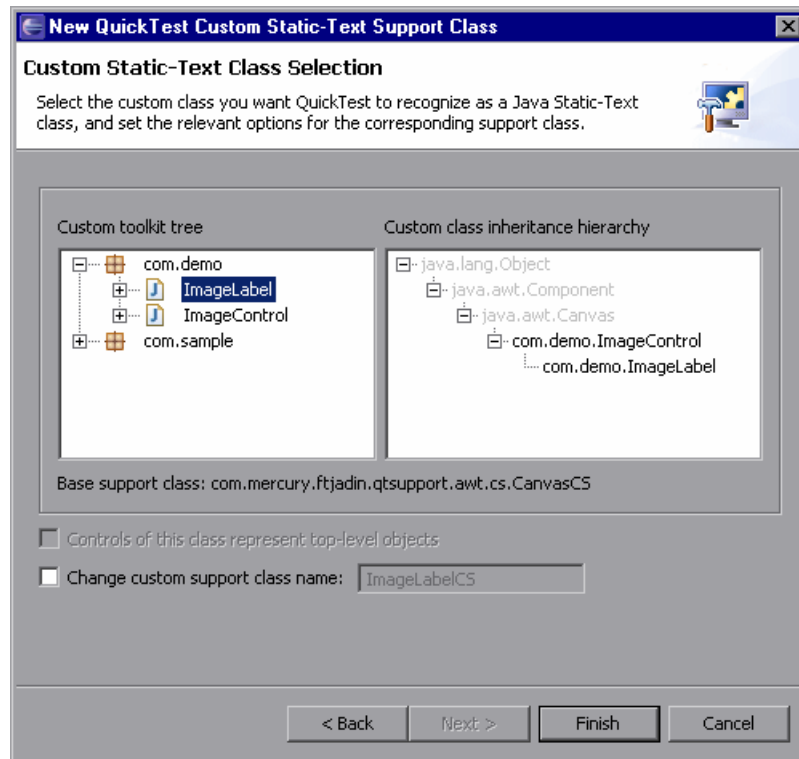 New QuickTest Custom Static-Text Support Class
Custom Static-Text Class Selection
Select the custom class you want QuickTest to recognize as a Java Static-Text
class, and set the relevant options for the corresponding support class.
Custom toolkit tree
com.demo
ImageLabel
ImageControl
com.sample
Custom class inheritance hierarchy
java.lang.Object
java.awt.Component
java.awt.Canvas
com.demo.ImageControl
com.demo.ImageLabel
Base support class: com.mercury.ftjadin.qtsupport.awt.cs.CanvasCS
Controls of this class represent top-level objects
Change custom support class name: ImageLabelCS
< Back Next > Finish Cancel